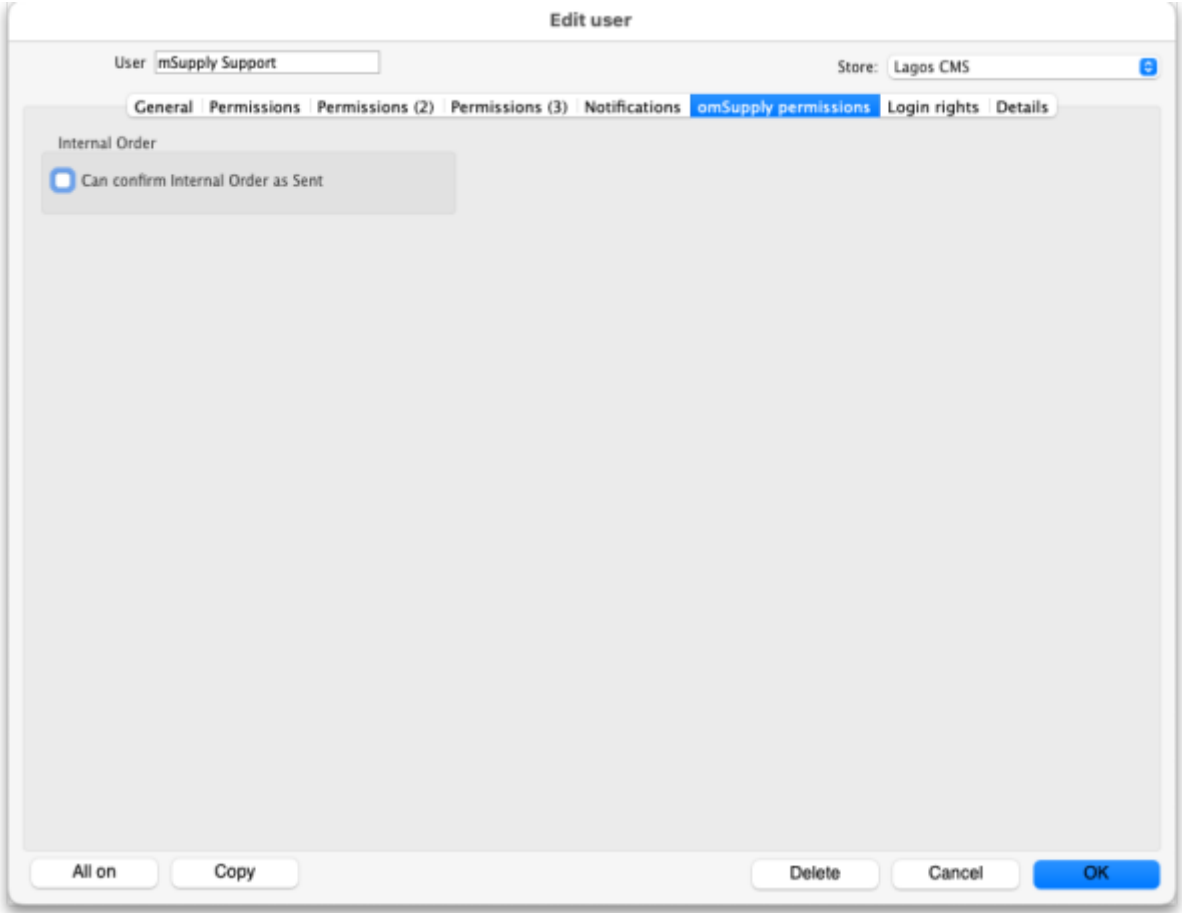 Edit user
User mSupply Support
Store: Lagos CMS
General Permissions Permissions (2) Permissions (3) Notifications omSupply permissions Login rights Details
Internal Order
Can confirm Internal Order as Sent
All on Copy Delete Cancel OK